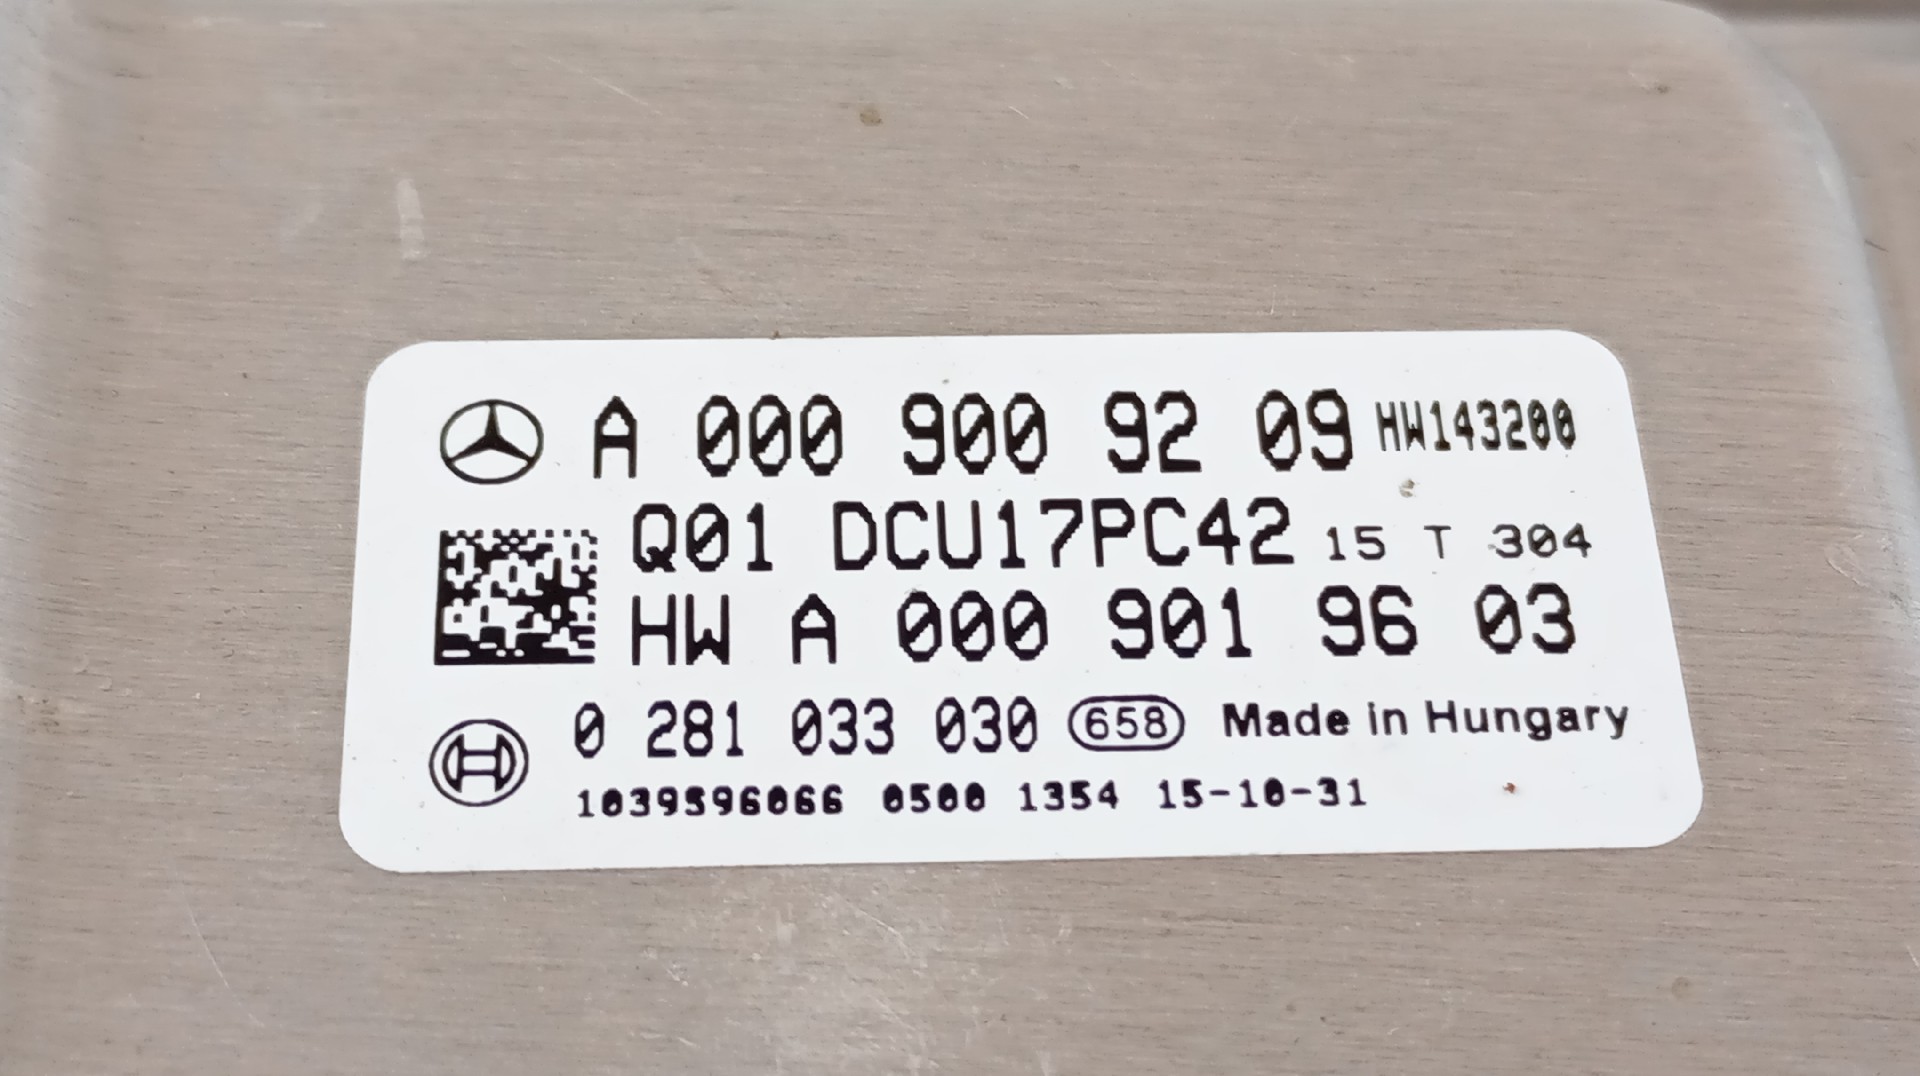 A 000 900 92 09 HW143200
Q01 DCU17PC42 15 T 304
HW A 000 901 96 03
0 281 033 030 658 Made in Hungary
1039S96066 0500 1354 15-10-31